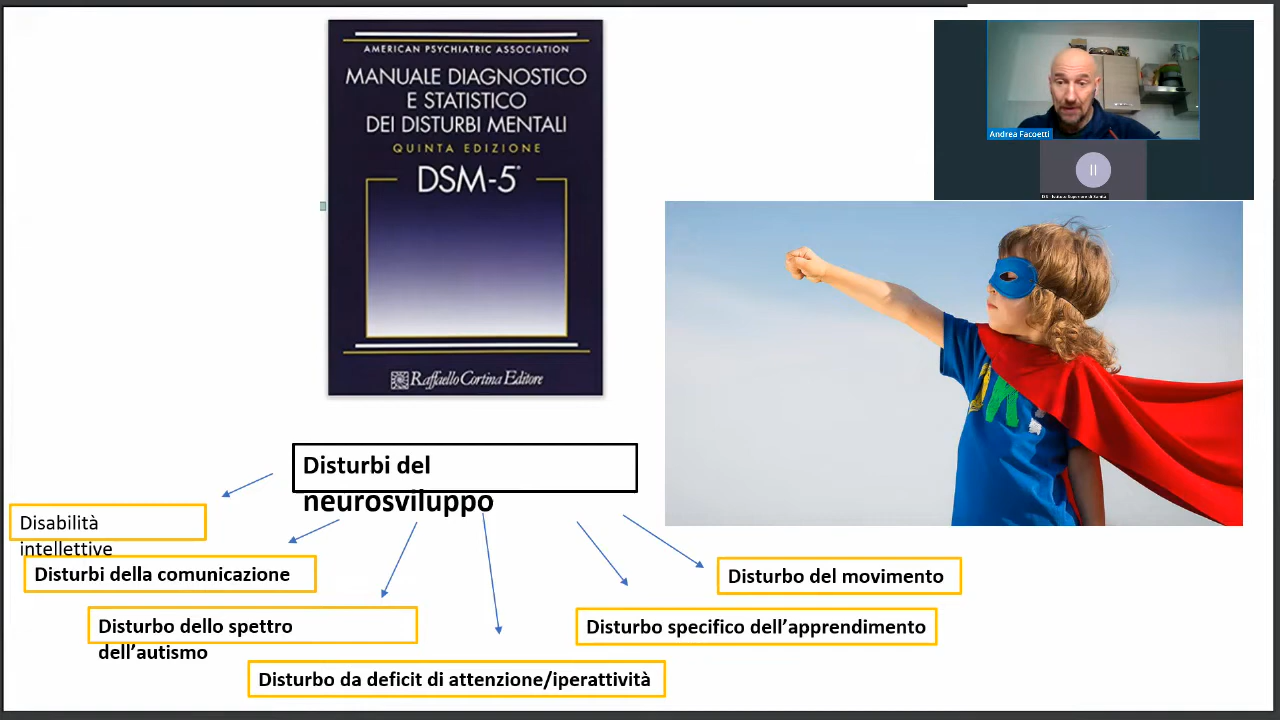 AMERICAN PSYCHIATRIC ASSOCIATION
MANUALE DIAGNOSTICO
E STATISTICO
DEI DISTURBI MENTALI
QUINTA EDIZIONE
DSM-5®
Raffaello Cortina Editore
Andrea Facoetti
Disturbi del
neurosviluppo
Disabilità
intellettive
Disturbi della comunicazione
Disturbo dello spettro
dell’autismo
Disturbo da deficit di attenzione/iperattività
Disturbo specifico dell’apprendimento
Disturbo del movimento